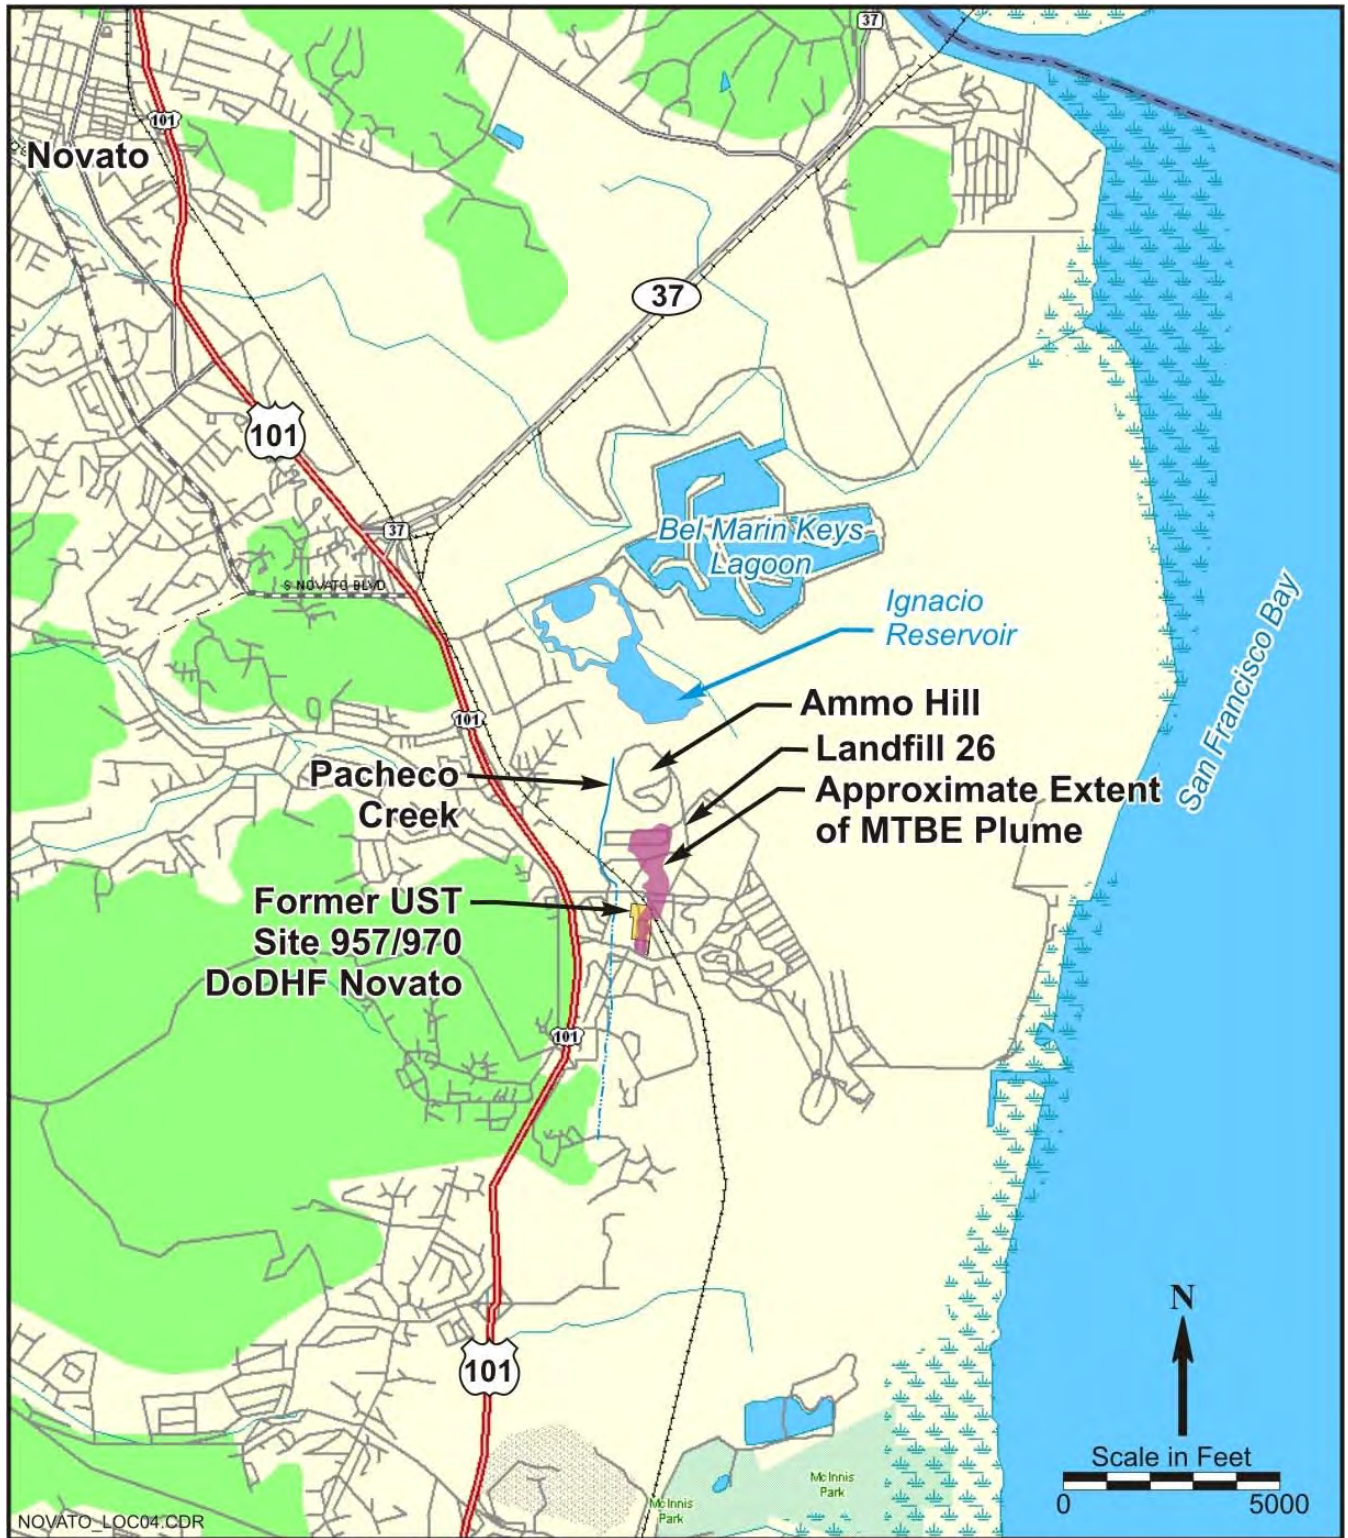 37
101
Novato
37
101
37
Bel Marin Keys
Lagoon
S NOVATO BLVD
Ignacio
Reservoir
San Francisco Bay
Ammo Hill
101
Landfill 26
Pacheco
Creek
Approximate Extent
of MTBE Plume
Former UST
Site 957/970
DoDHF Novato
101
N
101
Scale in Feet
0 5000
McInnis
Park
McInnis
Park
NOVATO_LOC04.CDR